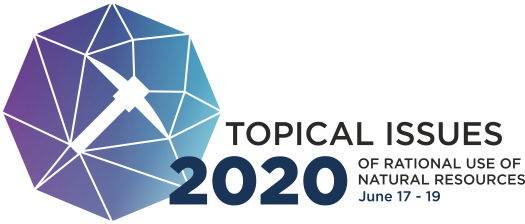 TOPICAL ISSUES
2020
OF RATIONAL USE OF
NATURAL RESOURCES
June 17 - 19